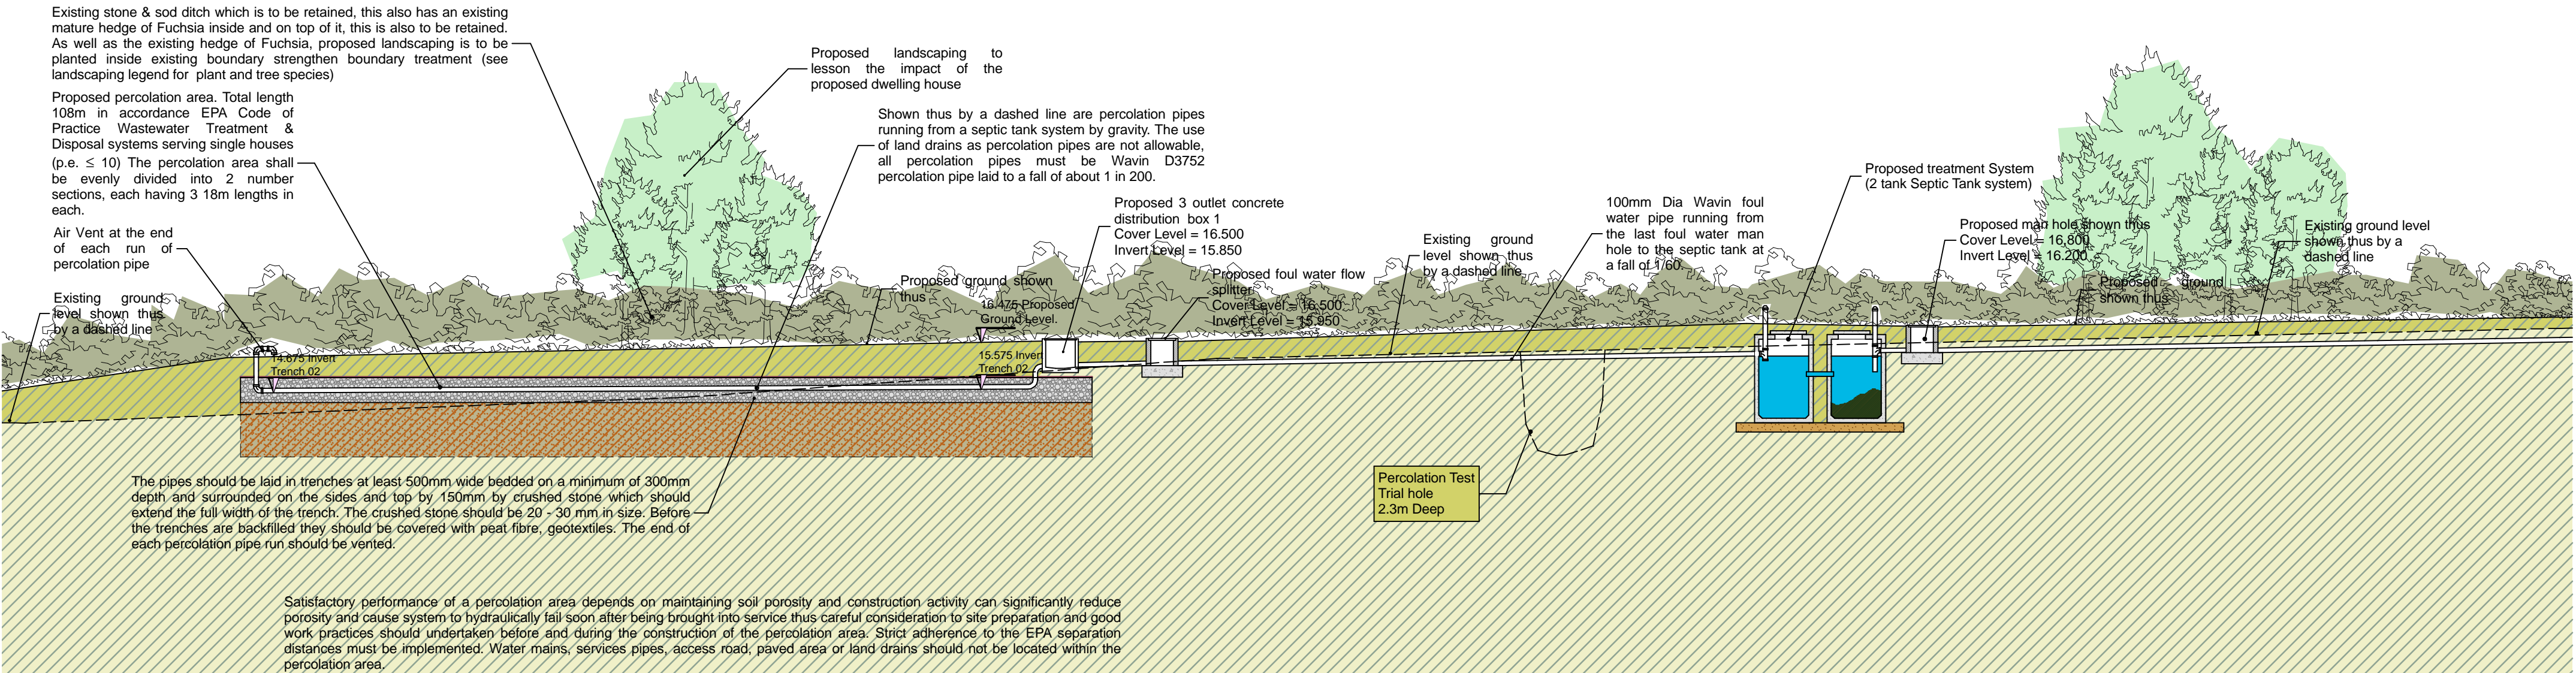 Existing stone & sod ditch which is to be retained, this also has an existing
mature hedge of Fuchsia inside and on top of it, this is also to be retained.
As well as the existing hedge of Fuchsia, proposed landscaping is to be
planted inside existing boundary strengthen boundary treatment (see
landscaping legend for plant and tree species)
Proposed percolation area. Total length
108m in accordance EPA Code of
Practice Wastewater Treatment &
Disposal systems serving single houses
(p.e. ≤ 10) The percolation area shall
be evenly divided into 2 number
sections, each having 3 18m lengths in
each.
Air Vent at the end
of each run of
percolation pipe
Existing ground
level shown thus
by a dashed line
Proposed landscaping to
lesson the impact of the
proposed dwelling house
Shown thus by a dashed line are percolation pipes
running from a septic tank system by gravity. The use
of land drains as percolation pipes are not allowable,
all percolation pipes must be Wavin D3752
percolation pipe laid to a fall of about 1 in 200.
Proposed 3 outlet concrete
distribution box 1
Cover Level = 16.500
Invert Level = 15.850
Proposed ground shown
thus
16.475 Proposed
Ground Level.
Proposed foul water flow
splitter
Cover Level = 16.500
Invert Level = 15.950
Existing ground
level shown thus
by a dashed line
100mm Dia Wavin foul
water pipe running from
the last foul water man
hole to the septic tank at
a fall of 1/60.
Proposed treatment System
(2 tank Septic Tank system)
Proposed man hole shown thus
Cover Level = 16.800
Invert Level = 16.200
Existing ground level
shown thus by a
dashed line
Proposed ground
shown thus
14.675 Invert
Trench 02
15.575 Invert
Trench 02
Percolation Test
Trial hole
2.3m Deep
The pipes should be laid in trenches at least 500mm wide bedded on a minimum of 300mm
depth and surrounded on the sides and top by 150mm by crushed stone which should
extend the full width of the trench. The crushed stone should be 20 - 30 mm in size. Before
the trenches are backfilled they should be covered with peat fibre, geotextiles. The end of
each percolation pipe run should be vented.
Satisfactory performance of a percolation area depends on maintaining soil porosity and construction activity can significantly reduce
porosity and cause system to hydraulically fail soon after being brought into service thus careful consideration to site preparation and good
work practices should undertaken before and during the construction of the percolation area. Strict adherence to the EPA separation
distances must be implemented. Water mains, services pipes, access road, paved area or land drains should not be located within the
percolation area.